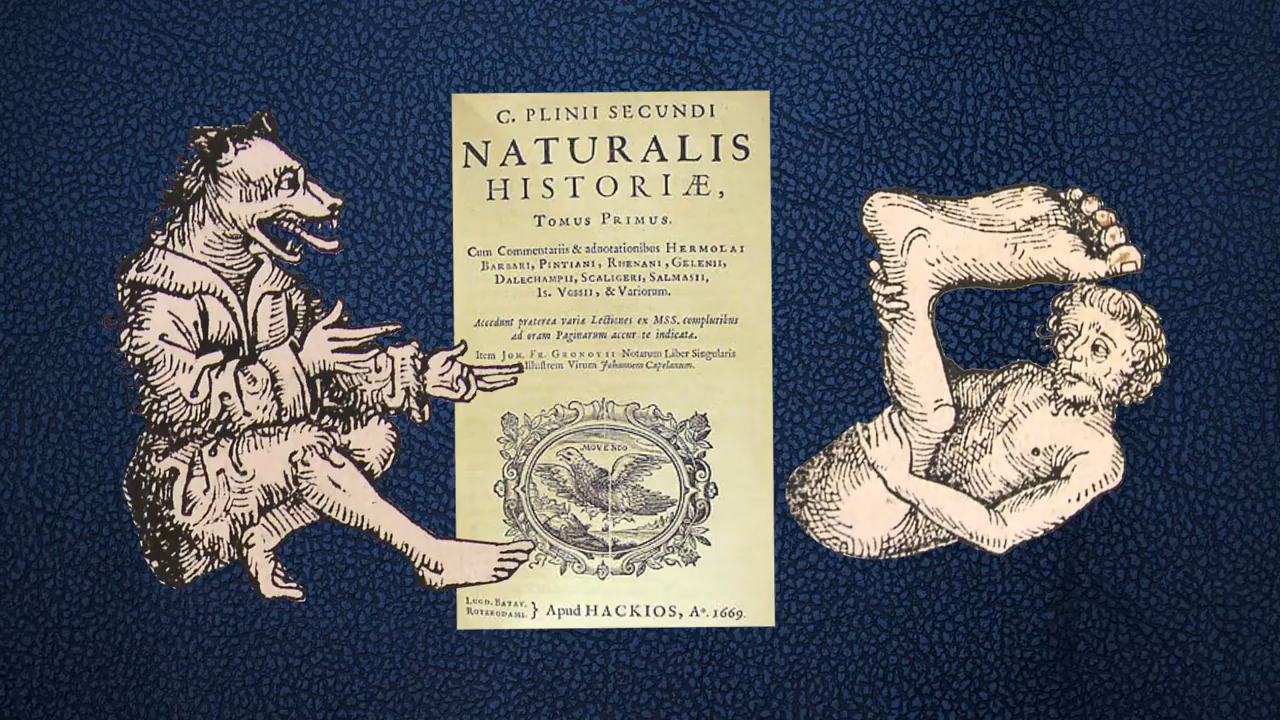 C. PLINII SECUNDI
NATURALIS
HISTORIÆ,
TOMUS PRIMUS.
Cum Commentariis & adnotationibus HERMOLAI
BARBARI, PINTIANI, RHENANI, GELENII,
DALECHAMPII, SCALIGERI, SALMASII,
IS. VOSSII, & Variorum.
Accedunt præterea variæ Lectiones ex MSS. compluribus
ad oram Paginarum accur te indicatæ.
Item JOH. FR. GRONOVII Notarum Liber Singularis
Illustrem Virum Johannem Capelanum.
MOVENDO
LUGD. BATAV.
ROTERODAMI. } Apud HACKIOS, Aº. 1669.